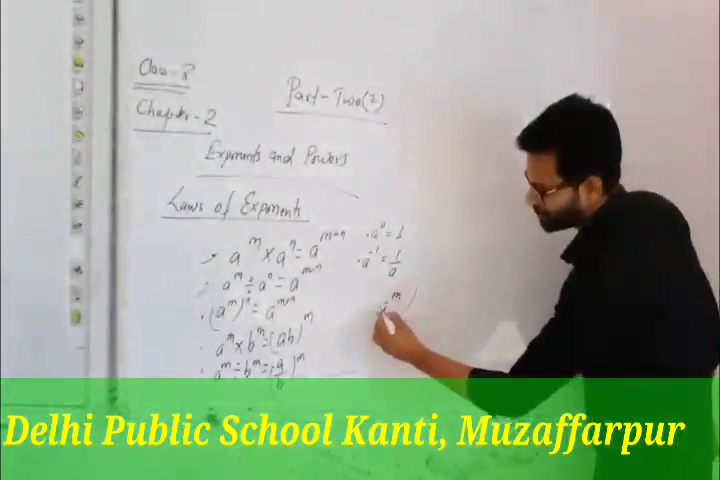 Class-8
Part-Two(2)
Chapter-2
Exponents and Powers
Laws of Exponents
a^m × a^n = a^m+n
a^m ÷ a^n = a^m-n
(a^m)^n = a^m×n
a^m × b^m = (ab)^m
a^m ÷ b^m = (a/b)^m
. a^0 = 1
. a^-1 = 1/a
Delhi Public School Kanti, Muzaffarpur